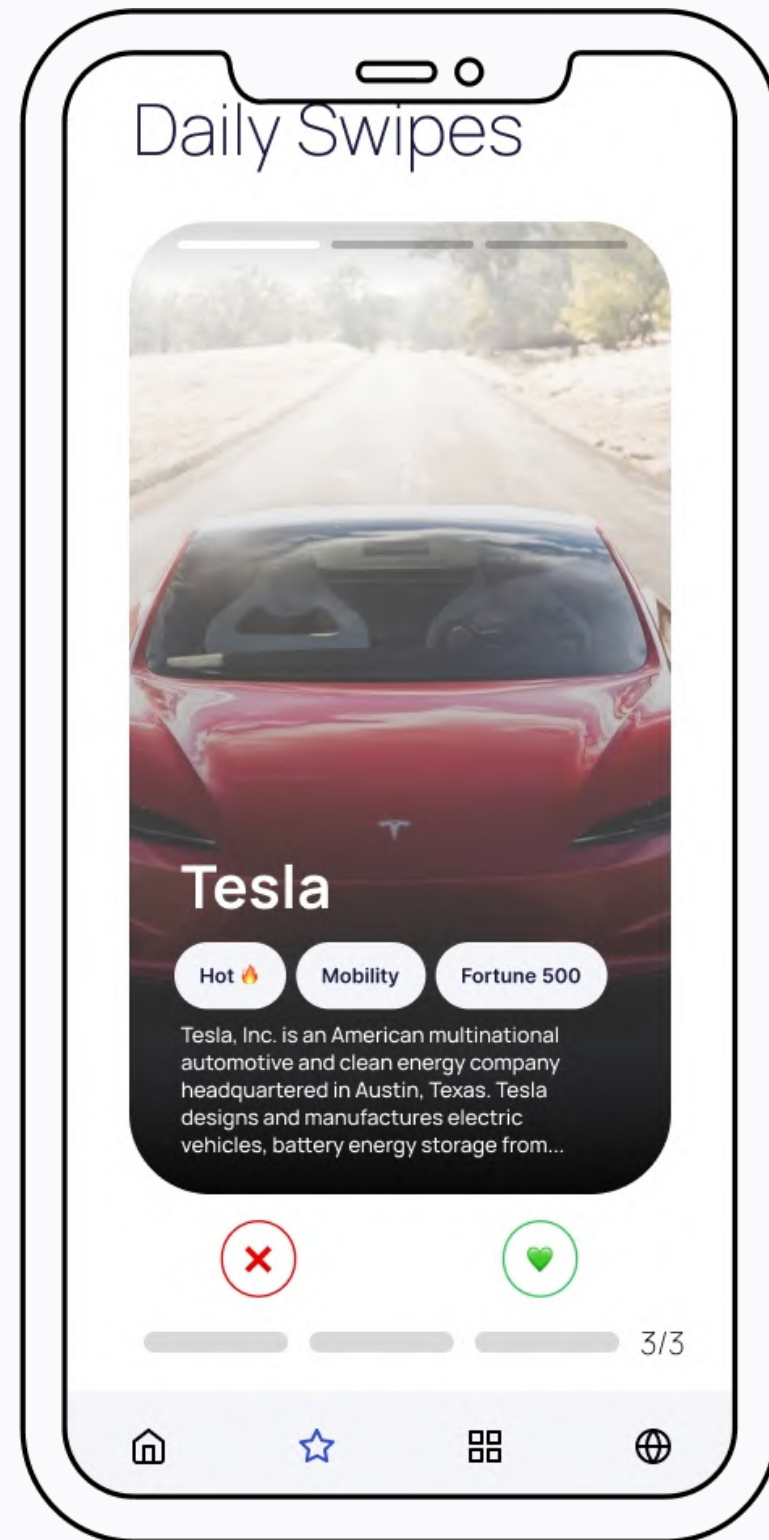 Daily Swipes
Tesla
Hot 🔥 Mobility Fortune 500
Tesla, Inc. is an American multinational
automotive and clean energy company
headquartered in Austin, Texas. Tesla
designs and manufactures electric
vehicles, battery energy storage from...
3/3